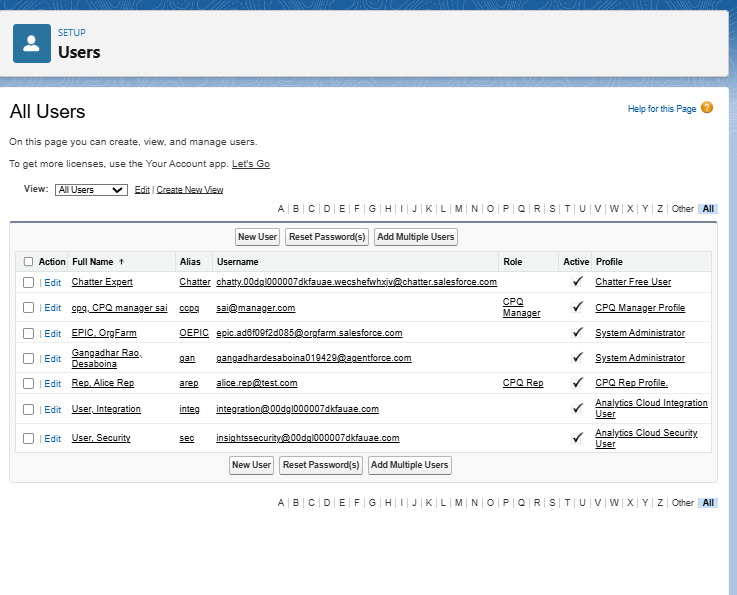 SETUP
Users
All Users
Help for this Page ?
On this page you can create, view, and manage users.
To get more licenses, use the Your Account app. Let's Go
View: All Users Edit | Create New View
A | B | C | D | E | F | G | H | I | J | K | L | M | N | O | P | Q | R | S | T | U | V | W | X | Y | Z | Other All
New User Reset Password(s) Add Multiple Users
Action Full Name ↑ Alias Username Role Active Profile
| Edit Chatter Expert Chatter chatty.00dgl000007dkfauae.wecshefwhxjv@chatter.salesforce.com ✓ Chatter Free User
| Edit cpq, CPQ manager sai ccpq sai@manager.com CPQ Manager ✓ CPQ Manager Profile
| Edit EPIC, OrgFarm OEPIC epic.ad6f09f2d085@orgfarm.salesforce.com ✓ System Administrator
| Edit Gangadhar Rao, Desaboina gan gangadhardesaboina019429@agentforce.com ✓ System Administrator
| Edit Rep, Alice Rep arep alice.rep@test.com CPQ Rep ✓ CPQ Rep Profile.
| Edit User, Integration integ integration@00dgl000007dkfauae.com ✓ Analytics Cloud Integration User
| Edit User, Security sec insightssecurity@00dgl000007dkfauae.com ✓ Analytics Cloud Security User
New User Reset Password(s) Add Multiple Users
A | B | C | D | E | F | G | H | I | J | K | L | M | N | O | P | Q | R | S | T | U | V | W | X | Y | Z | Other All